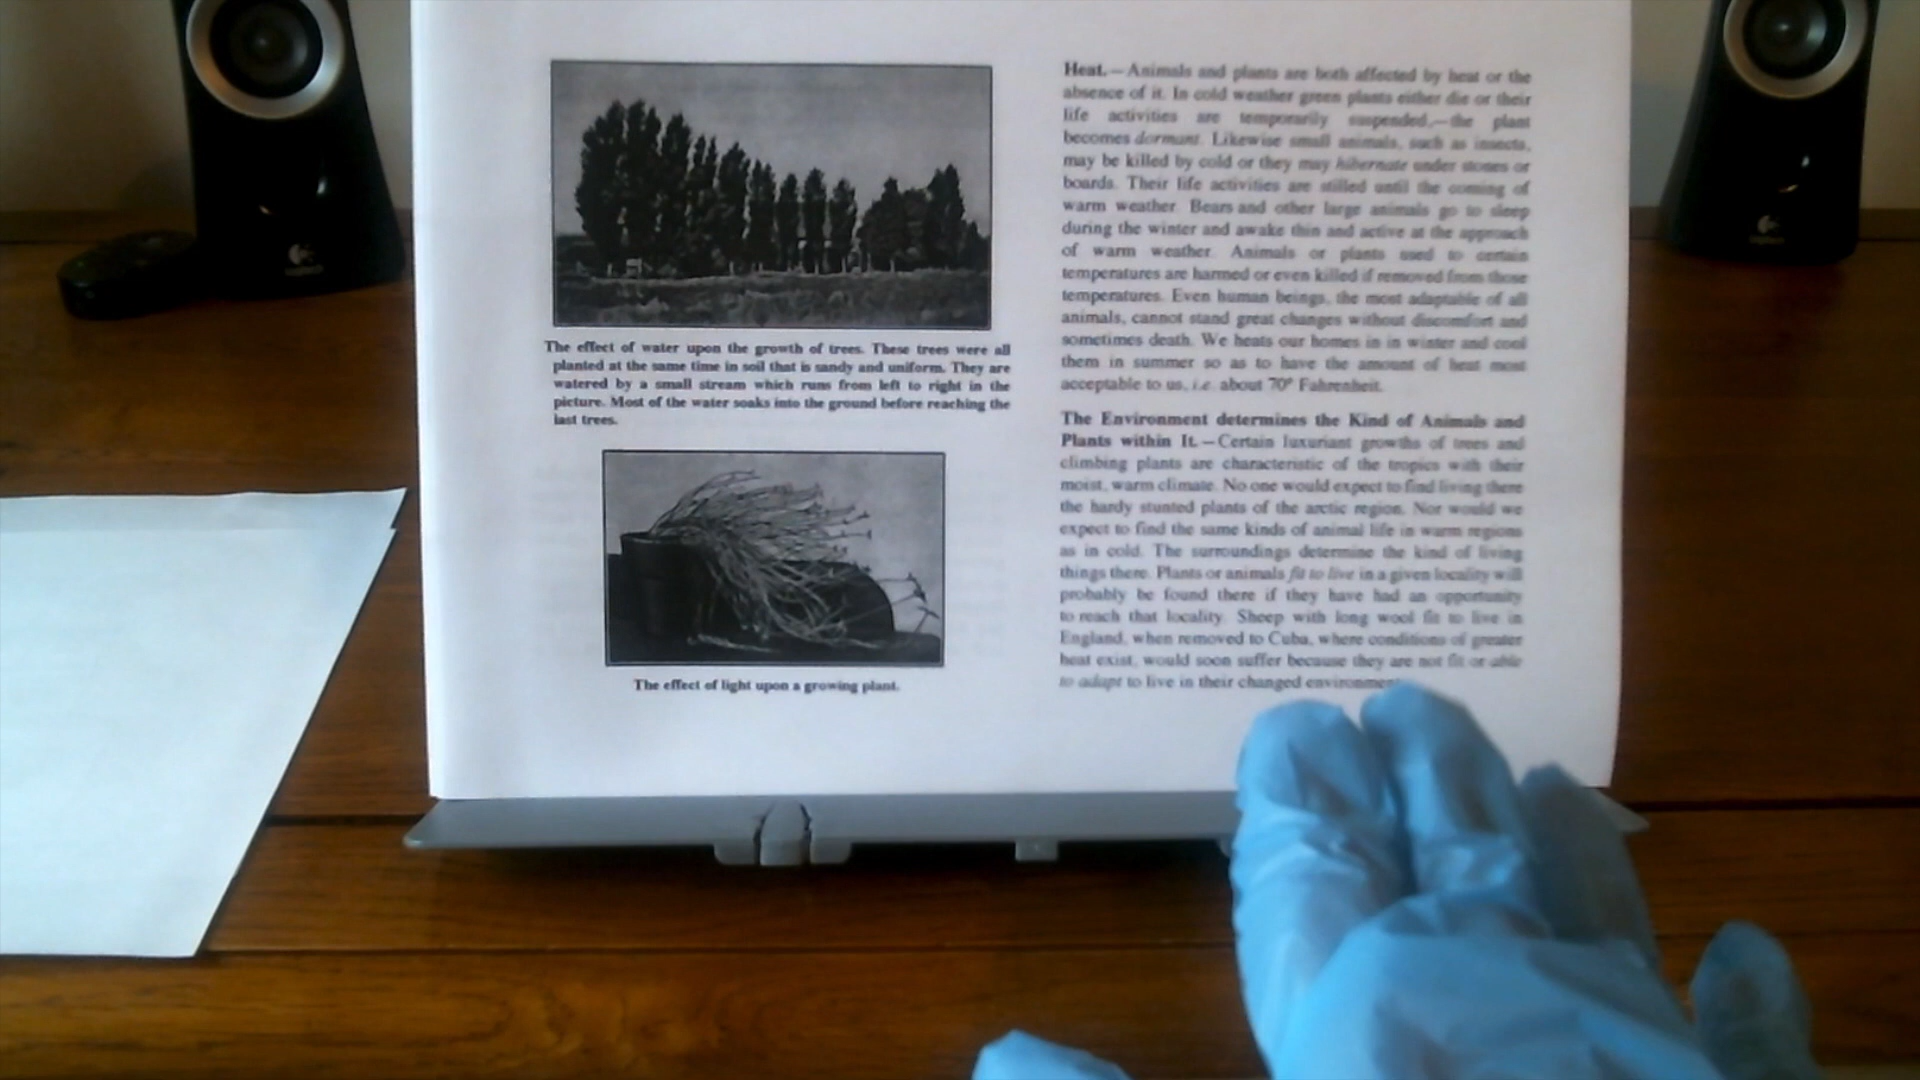 The effect of water upon the growth of trees. These trees were all
planted at the same time in soil that is sandy and uniform. They are
watered by a small stream which runs from left to right in the
picture. Most of the water soaks into the ground before reaching the
last trees.
The effect of light upon a growing plant.
Heat.—Animals and plants are both affected by heat or the
absence of it. In cold weather green plants either die or their
life activities are temporarily suspended,—the plant
becomes dormant. Likewise small animals, such as insects,
may be killed by cold or they may hibernate under stones or
boards. Their life activities are stilled until the coming of
warm weather. Bears and other large animals go to sleep
during the winter and awake thin and active at the approach
of warm weather. Animals or plants used to certain
temperatures are harmed or even killed if removed from those
temperatures. Even human beings, the most adaptable of all
animals, cannot stand great changes without discomfort and
sometimes death. We heats our homes in in winter and cool
them in summer so as to have the amount of heat most
acceptable to us, i.e. about 70° Fahrenheit.
The Environment determines the Kind of Animals and
Plants within It.—Certain luxuriant growths of trees and
climbing plants are characteristic of the tropics with their
moist, warm climate. No one would expect to find living there
the hardy stunted plants of the arctic region. Nor would we
expect to find the same kinds of animal life in warm regions
as in cold. The surroundings determine the kind of living
things there. Plants or animals fit to live in a given locality will
probably be found there if they have had an opportunity
to reach that locality. Sheep with long wool fit to live in
England, when removed to Cuba, where conditions of greater
heat exist, would soon suffer because they are not fit or able
to adapt to live in their changed environment